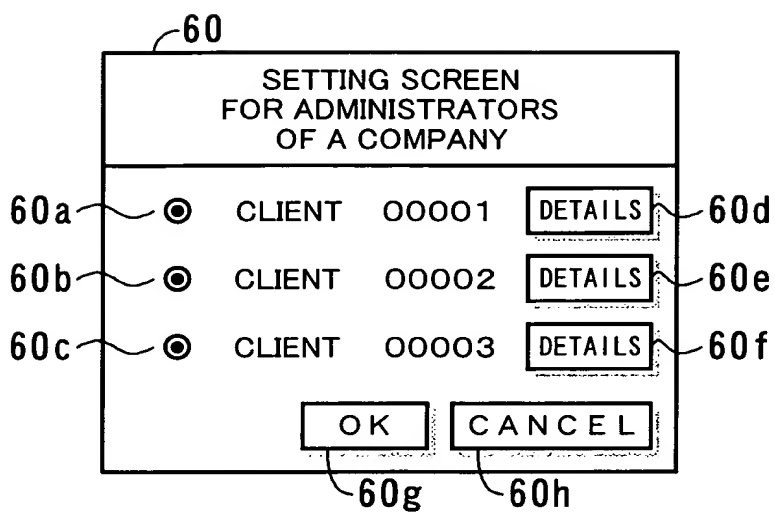 60
SETTING SCREEN
FOR ADMINISTRATORS
OF A COMPANY
60a CLIENT 00001 DETAILS 60d
60b CLIENT 00002 DETAILS 60e
60c CLIENT 00003 DETAILS 60f
OK CANCEL
60g 60h